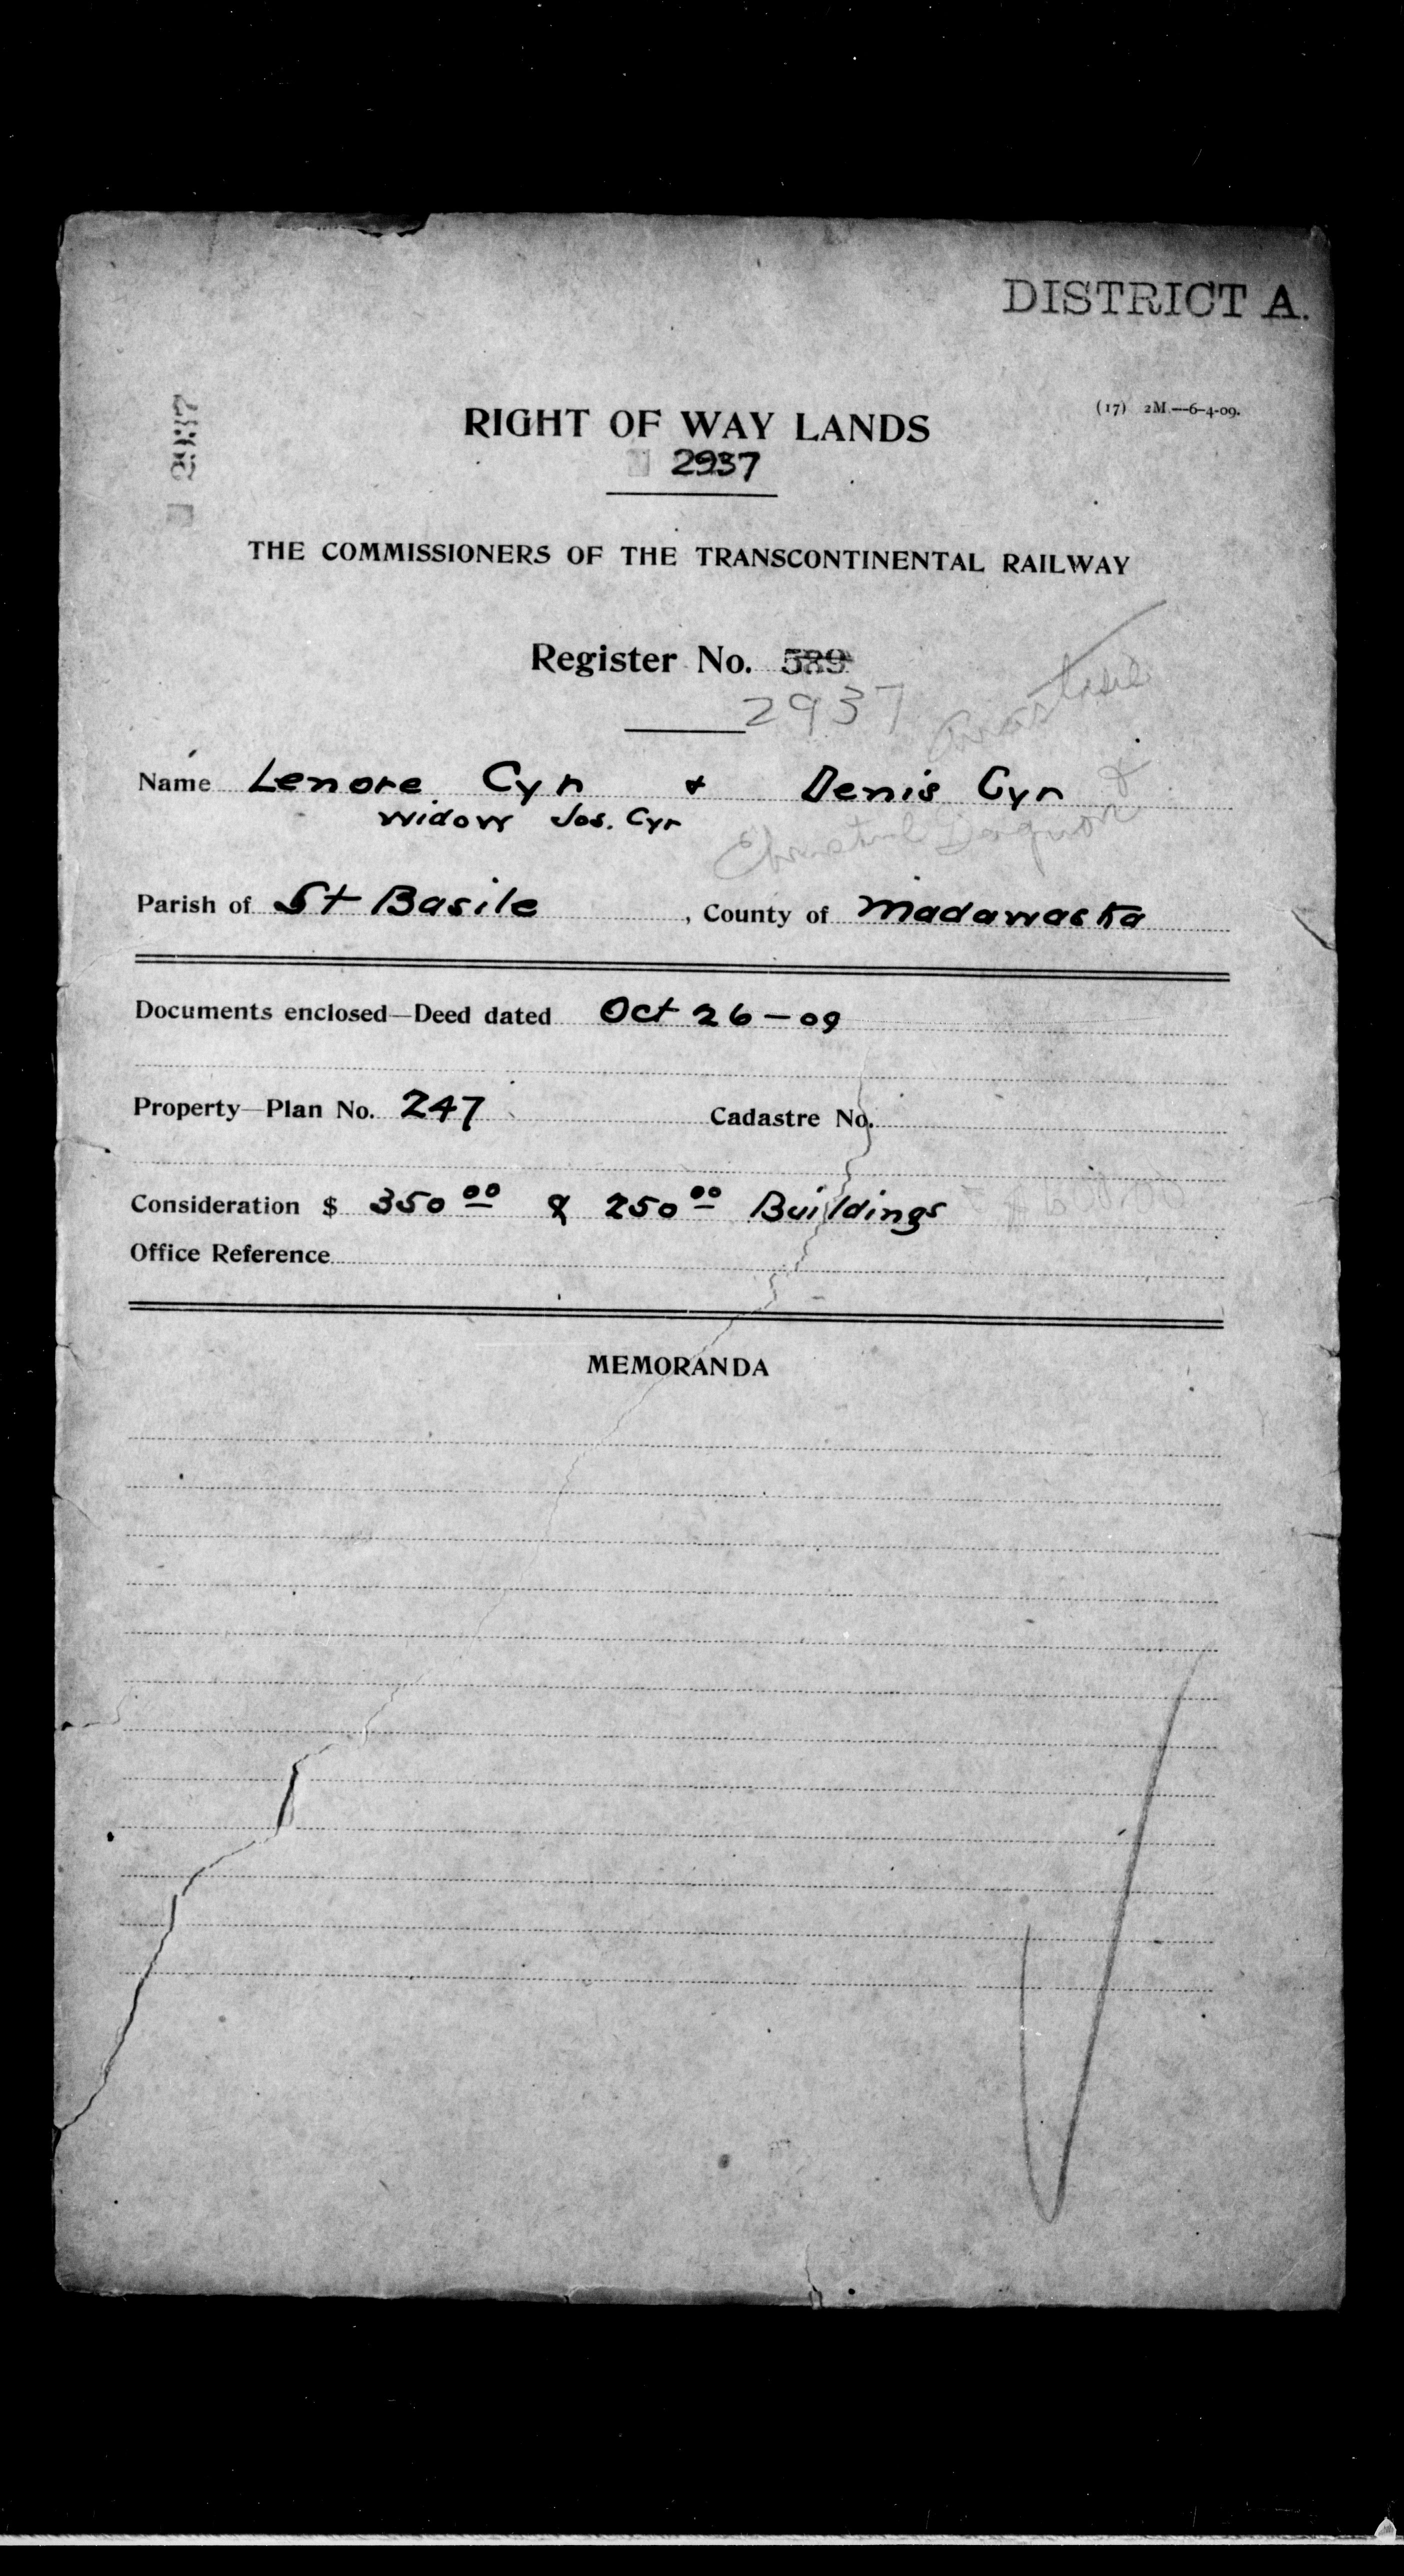 DISTRICT A.
(17) 2M.—6-4-09.
2937
RIGHT OF WAY LANDS
2937
THE COMMISSIONERS OF THE TRANSCONTINENTAL RAILWAY
Register No. 539
2937
Name Lenore Cyr & Denis Cyr &
widow Jos. Cyr
Parish of St Basile , County of Madawaska
Documents enclosed—Deed dated Oct 26-09
Property—Plan No. 247 Cadastre No.
Consideration $ 350 00 & 250 00 Buildings
Office Reference
MEMORANDA